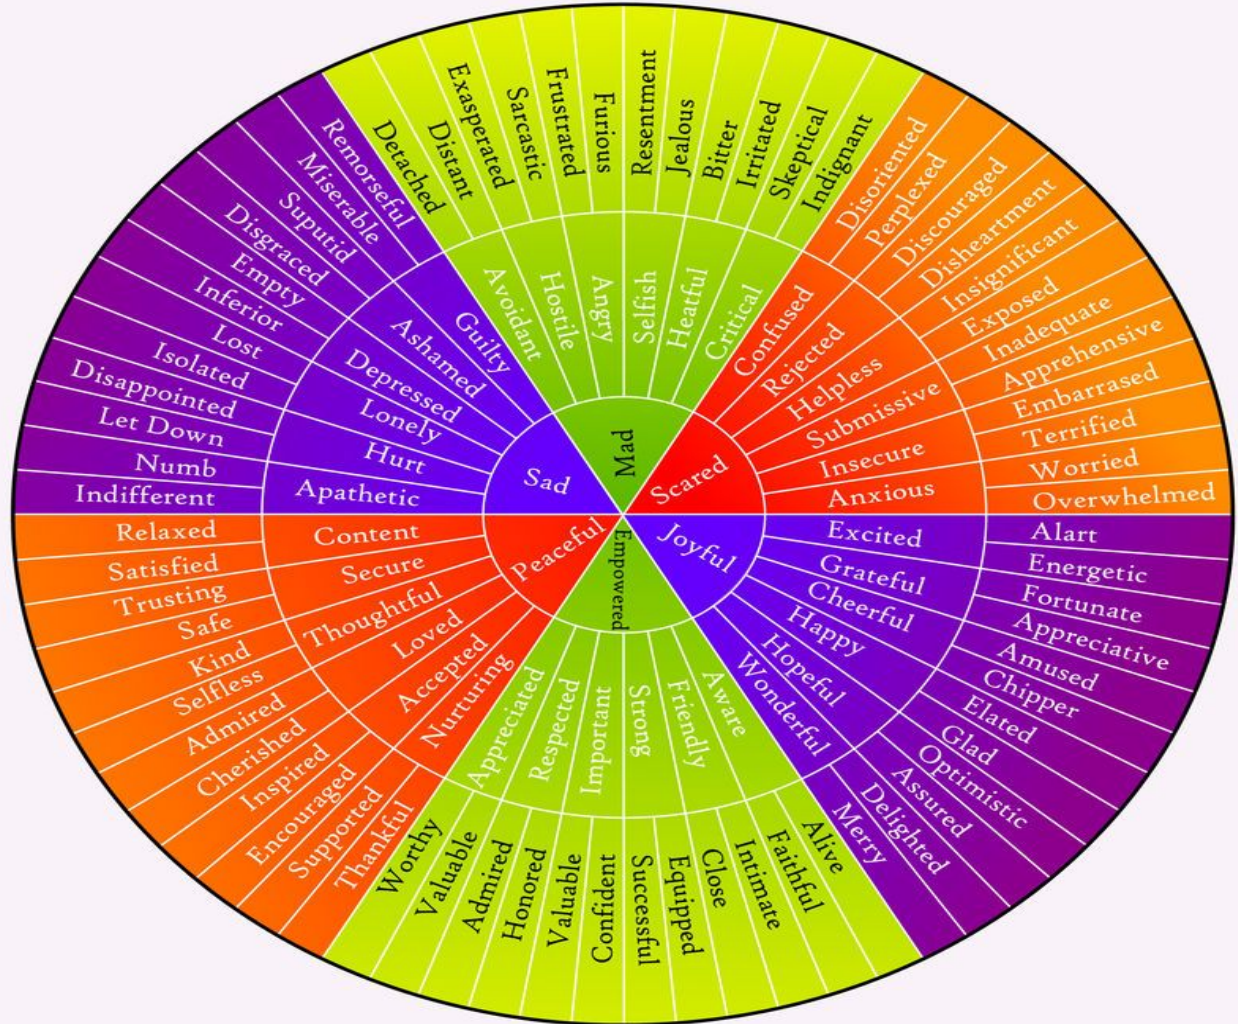 Mad
Scared
Joyful
Empowered
Peaceful
Sad
Avoidant
Hostile
Angry
Selfish
Heatful
Critical
Confused
Rejected
Helpless
Submissive
Insecure
Anxious
Excited
Grateful
Cheerful
Happy
Hopeful
Wonderful
Aware
Friendly
Strong
Important
Respected
Appreciated
Nurturing
Accepted
Loved
Thoughtful
Secure
Content
Apathetic
Hurt
Lonely
Depressed
Ashamed
Guilty
Detached
Distant
Exasperated
Sarcastic
Frustrated
Furious
Resentment
Jealous
Bitter
Irritated
Skeptical
Indignant
Disoriented
Perplexed
Discouraged
Disheartment
Insignificant
Exposed
Inadequate
Apprehensive
Embarrased
Terrified
Worried
Overwhelmed
Alart
Energetic
Fortunate
Appreciative
Amused
Chipper
Elated
Glad
Optimistic
Assured
Delighted
Merry
Alive
Faithful
Intimate
Close
Equipped
Successful
Confident
Valuable
Honored
Admired
Valuable
Worthy
Thankful
Supported
Encouraged
Inspired
Cherished
Admired
Selfless
Kind
Safe
Trusting
Satisfied
Relaxed
Indifferent
Numb
Let Down
Disappointed
Isolated
Lost
Inferior
Empty
Disgraced
Suputid
Miserable
Remorseful